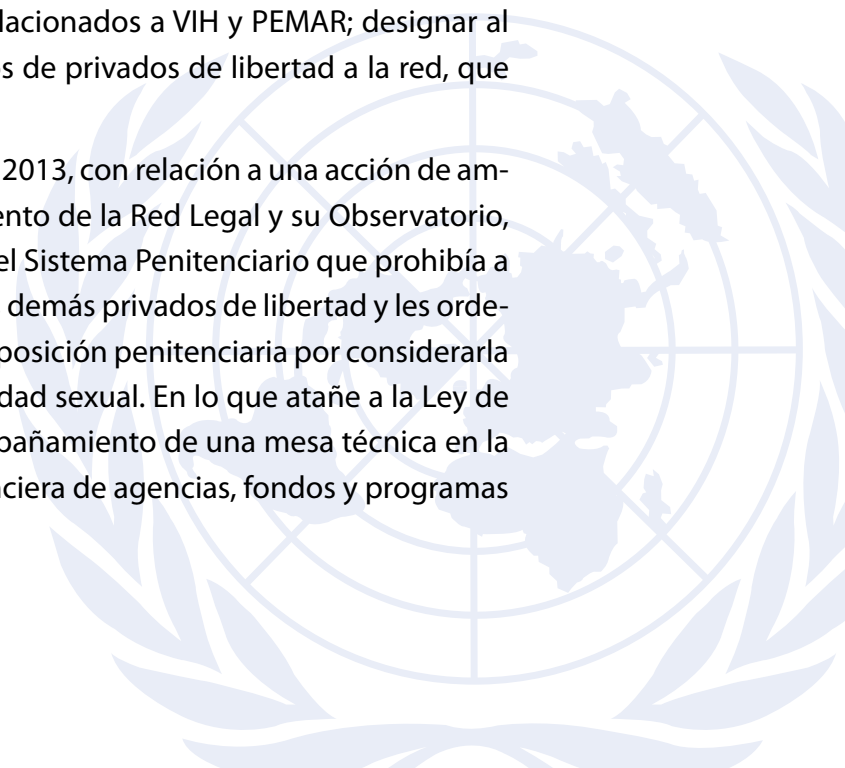 lacionados a VIH y PEMAR; designar al
s de privados de libertad a la red, que
2013, con relación a una acción de am-
ento de la Red Legal y su Observatorio,
el Sistema Penitenciario que prohibía a
demás privados de libertad y les orde-
posición penitenciaria por considerarla
dad sexual. En lo que atañe a la Ley de
pañamiento de una mesa técnica en la
nciera de agencias, fondos y programas